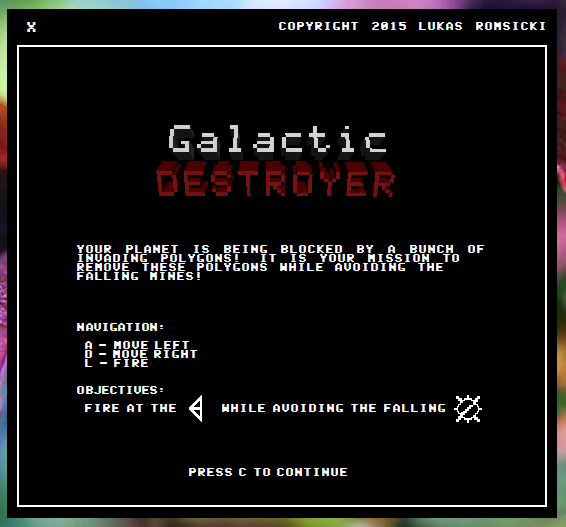 X
COPYRIGHT 2015 LUKAS ROMSICKI
Galactic
DESTROYER
YOUR PLANET IS BEING BLOCKED BY A BUNCH OF
INVADING POLYGONS! IT IS YOUR MISSION TO
REMOVE THESE POLYGONS WHILE AVOIDING THE
FALLING MINES!
NAVIGATION:
A - MOVE LEFT
D - MOVE RIGHT
L - FIRE
OBJECTIVES:
FIRE AT THE WHILE AVOIDING THE FALLING
PRESS C TO CONTINUE